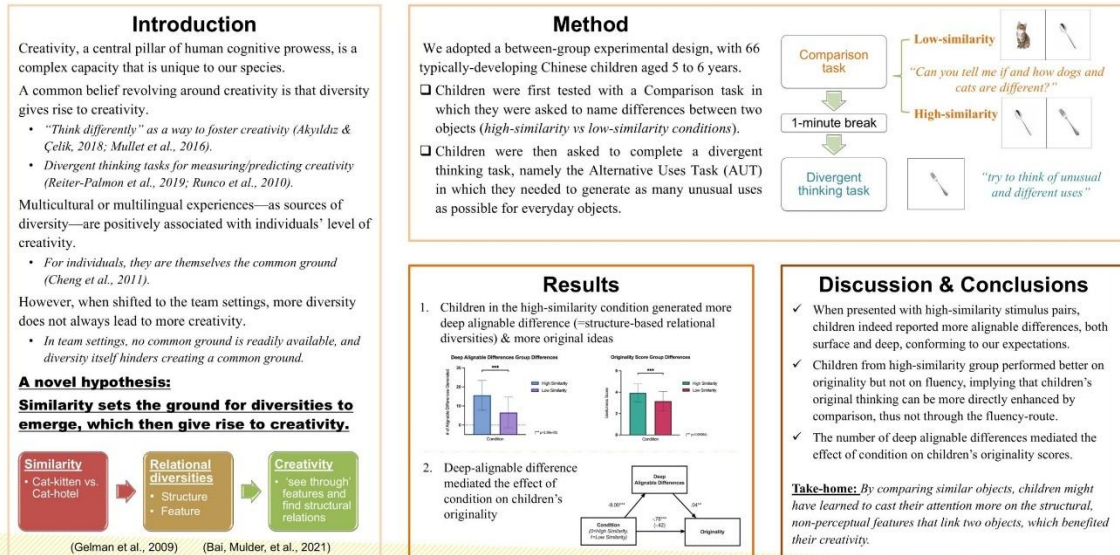 Introduction
Creativity, a central pillar of human cognitive prowess, is a
complex capacity that is unique to our species.
A common belief revolving around creativity is that diversity
gives rise to creativity.
• "Think differently" as a way to foster creativity (Akyıldız &
Çelik, 2018; Mullet et al., 2016).
• Divergent thinking tasks for measuring/predicting creativity
(Reiter-Palmon et al., 2019; Runco et al., 2010).
Multicultural or multilingual experiences—as sources of
diversity—are positively associated with individuals' level of
creativity.
• For individuals, they are themselves the common ground
(Cheng et al., 2011).
However, when shifted to the team settings, more diversity
does not always lead to more creativity.
• In team settings, no common ground is readily available, and
diversity itself hinders creating a common ground.
A novel hypothesis:
Similarity sets the ground for diversities to
emerge, which then give rise to creativity.
Similarity
• Cat-kitten vs.
Cat-hotel
Relational
diversities
• Structure
• Feature
Creativity
• 'see through'
features and
find structural
relations
(Gelman et al., 2009) (Bai, Mulder, et al., 2021)
Method
We adopted a between-group experimental design, with 66
typically-developing Chinese children aged 5 to 6 years.
❑ Children were first tested with a Comparison task in
which they were asked to name differences between two
objects (high-similarity vs low-similarity conditions).
❑ Children were then asked to complete a divergent
thinking task, namely the Alternative Uses Task (AUT)
in which they needed to generate as many unusual uses
as possible for everyday objects.
Comparison
task
1-minute break
Divergent
thinking task
Low-similarity
"Can you tell me if and how dogs and
cats are different?"
High-similarity
"try to think of unusual
and different uses"
Results
1. Children in the high-similarity condition generated more
deep alignable difference (=structure-based relational
diversities) & more original ideas
Deep Alignable Differences Group Differences
***
High Similarity
Low Similarity
Condition
Originality Score Group Differences
***
High Similarity
Low Similarity
Condition
2. Deep-alignable difference
mediated the effect of
condition on children's
originality
Deep
Alignable Differences
.04**
Condition
(0=High Similarity,
1=Low Similarity)
-.78***
(-.42)
Originality
Discussion & Conclusions
✓ When presented with high-similarity stimulus pairs,
children indeed reported more alignable differences, both
surface and deep, conforming to our expectations.
✓ Children from high-similarity group performed better on
originality but not on fluency, implying that children's
original thinking can be more directly enhanced by
comparison, thus not through the fluency-route.
✓ The number of deep alignable differences mediated the
effect of condition on children's originality scores.
Take-home: By comparing similar objects, children might
have learned to cast their attention more on the structural,
non-perceptual features that link two objects, which benefited
their creativity.